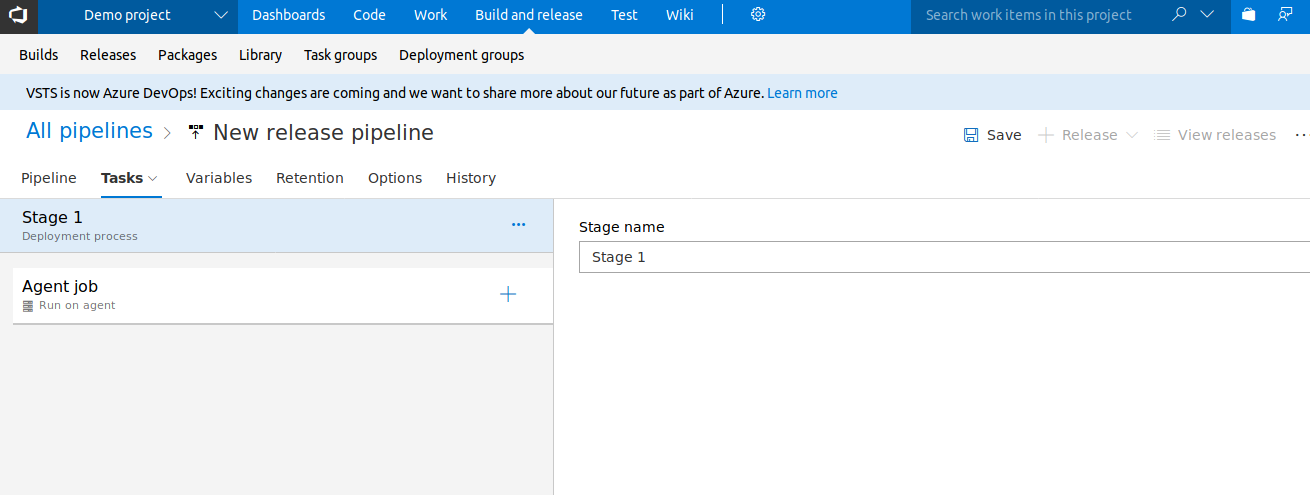 Demo project Dashboards Code Work Build and release Test Wiki Search work items in this project
Builds Releases Packages Library Task groups Deployment groups
VSTS is now Azure DevOps! Exciting changes are coming and we want to share more about our future as part of Azure. Learn more
All pipelines New release pipeline Save Release View releases
Pipeline Tasks Variables Retention Options History
Stage 1
Deployment process
Stage name
Stage 1
Agent job
Run on agent